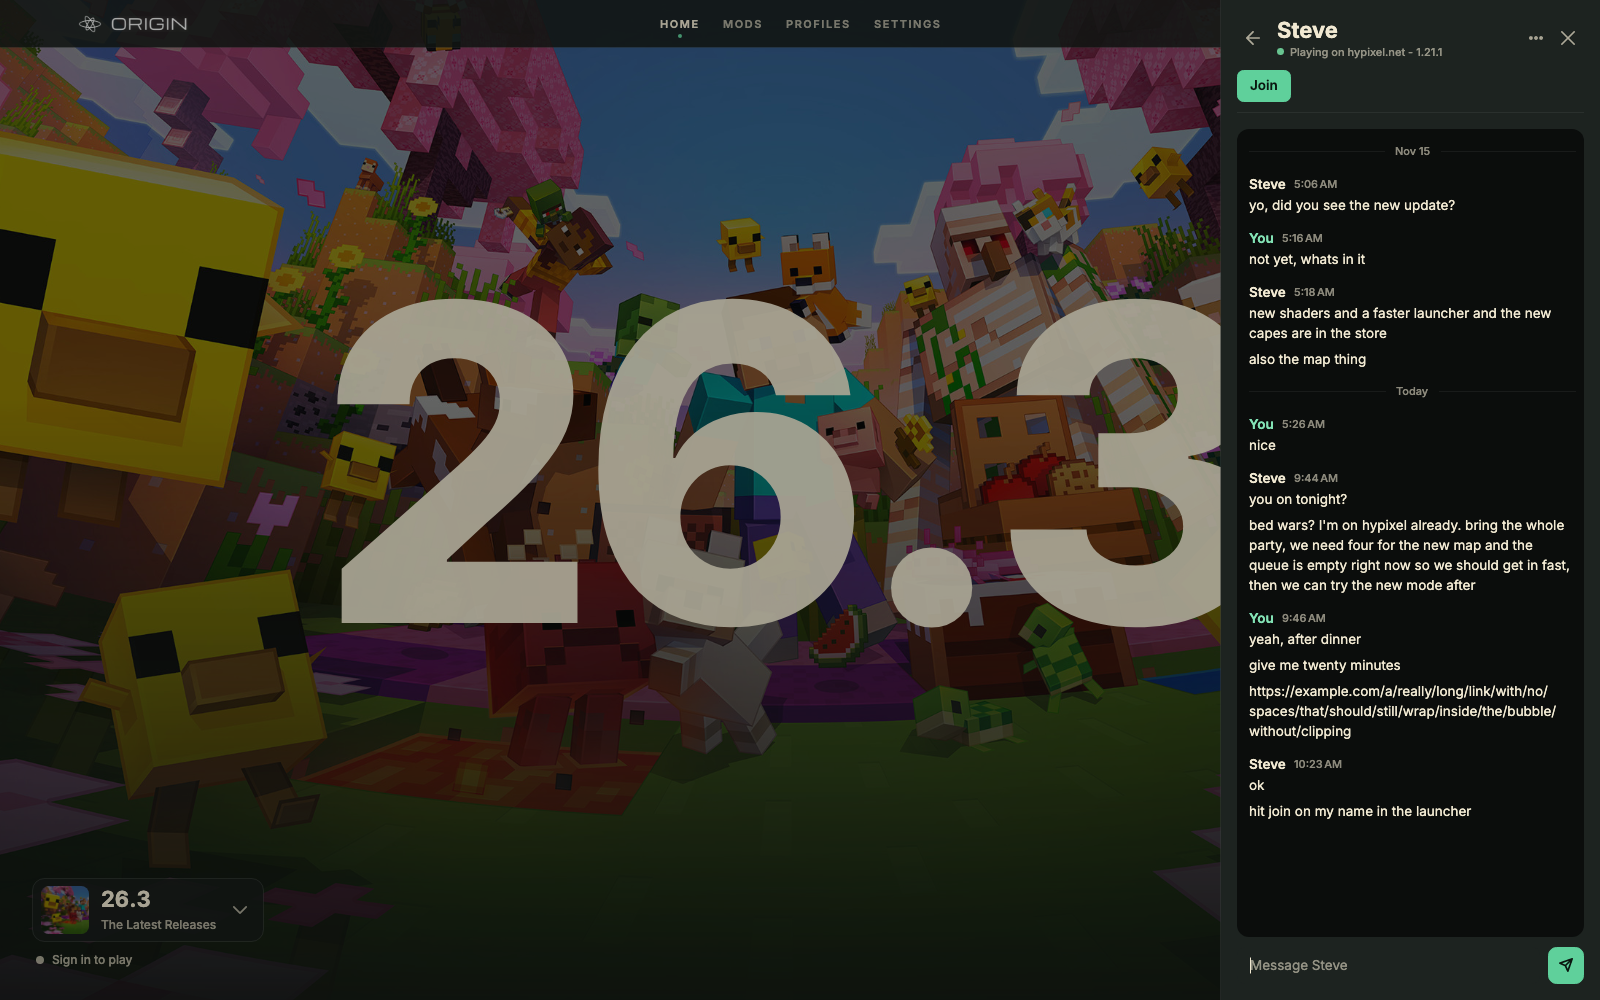 ORIGIN
HOME MODS PROFILES SETTINGS
26.3
26.3
The Latest Releases
Sign in to play
Steve
Playing on hypixel.net - 1.21.1
Join
Nov 15
Steve 5:06 AM
yo, did you see the new update?
You 5:16 AM
not yet, whats in it
Steve 5:18 AM
new shaders and a faster launcher and the new
capes are in the store
also the map thing
Today
You 5:26 AM
nice
Steve 9:44 AM
you on tonight?
bed wars? I'm on hypixel already. bring the whole
party, we need four for the new map and the
queue is empty right now so we should get in fast,
then we can try the new mode after
You 9:46 AM
yeah, after dinner
give me twenty minutes
https://example.com/a/really/long/link/with/no/
spaces/that/should/still/wrap/inside/the/bubble/
without/clipping
Steve 10:23 AM
ok
hit join on my name in the launcher
Message Steve